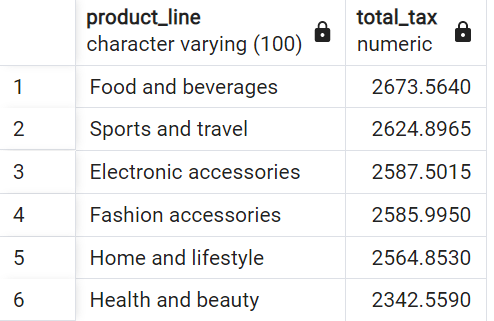 product_line total_tax
character varying (100) numeric
1 Food and beverages 2673.5640
2 Sports and travel 2624.8965
3 Electronic accessories 2587.5015
4 Fashion accessories 2585.9950
5 Home and lifestyle 2564.8530
6 Health and beauty 2342.5590